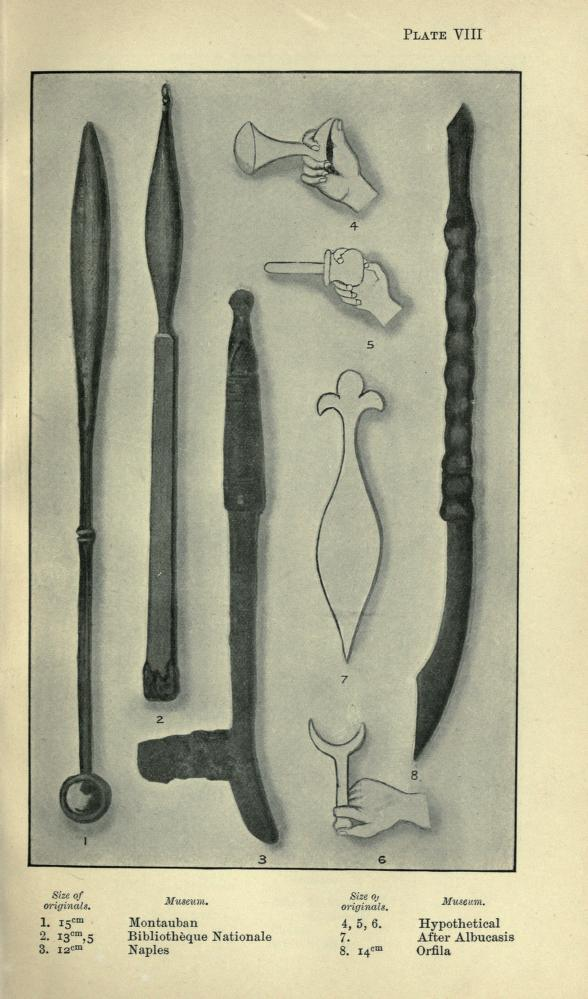 PLATE VIII
4
5
7
2
8
1
3
6
Size of originals.
Museum.
1. 15cm Montauban
2. 13cm,5 Bibliothèque Nationale
3. 12cm Naples
Size of originals.
Museum.
4, 5, 6. Hypothetical
7. After Albucasis
8. 14cm Orfila